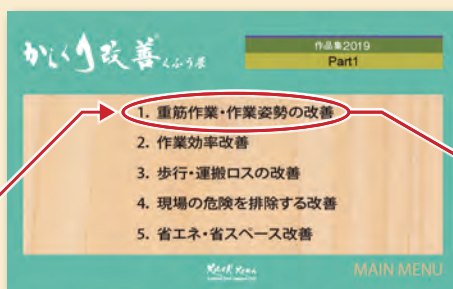 からくり改善®くふう展
作品集2019
Part1
1. 重筋作業・作業姿勢の改善
2. 作業効率改善
3. 歩行・運搬ロスの改善
4. 現場の危険を排除する改善
5. 省エネ・省スペース改善
MAIN MENU